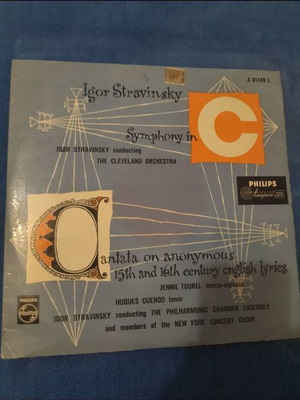 A 01149 L
Igor Stravinsky
Symphony in C
IGOR STRAVINSKY conducting
THE CLEVELAND ORCHESTRA
PHILIPS
Cantata on anonymous
15th and 16th century english lyrics
JENNIE TOUREL mezzo-soprano
HUGUES CUENOD tenor
IGOR STRAVINSKY conducting THE PHILHARMONIC CHAMBER ENSEMBLE
and members of the NEW YORK CONCERT CHOIR
PHILIPS